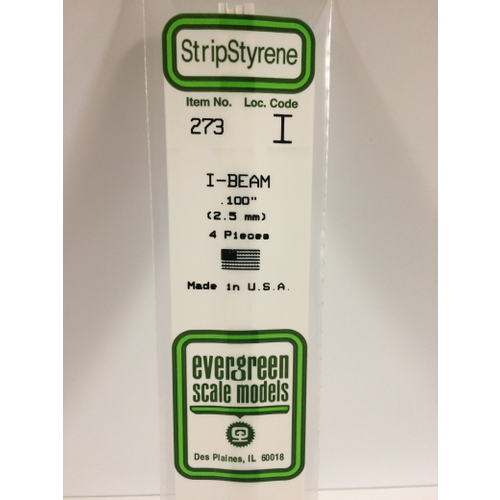 StripStyrene
Item No. Loc. Code
273 I
I-BEAM
.100"
(2.5 mm)
4 Pieces
Made in U.S.A.
evergreen
scale models
Des Plaines, IL 60018